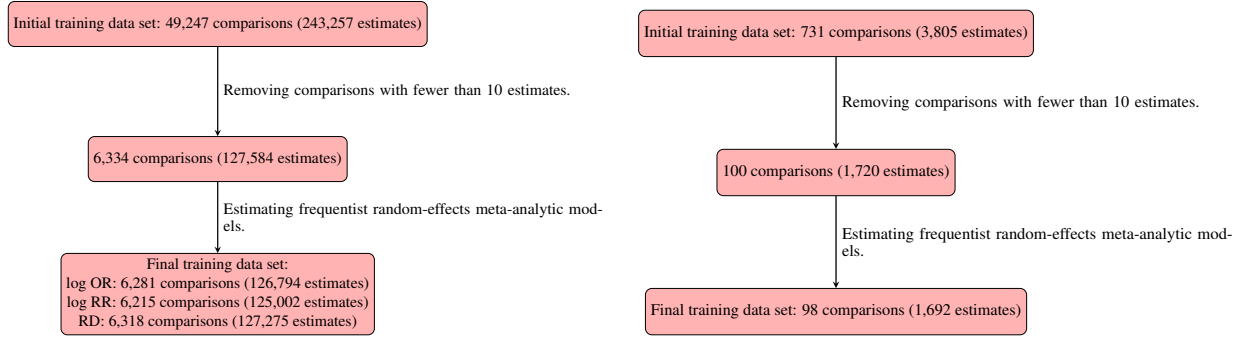 Initial training data set: 49,247 comparisons (243,257 estimates)
Removing comparisons with fewer than 10 estimates.
6,334 comparisons (127,584 estimates)
Estimating frequentist random-effects meta-analytic mod-
els.
Final training data set:
log OR: 6,281 comparisons (126,794 estimates)
log RR: 6,215 comparisons (125,002 estimates)
RD: 6,318 comparisons (127,275 estimates)
Initial training data set: 731 comparisons (3,805 estimates)
Removing comparisons with fewer than 10 estimates.
100 comparisons (1,720 estimates)
Estimating frequentist random-effects meta-analytic mod-
els.
Final training data set: 98 comparisons (1,692 estimates)